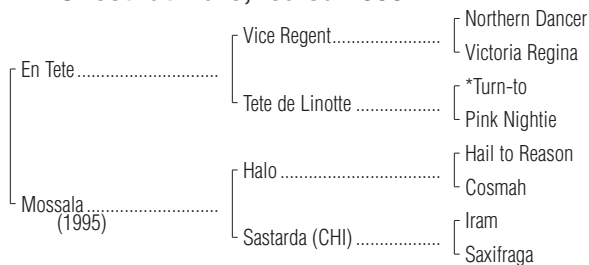 Northern Dancer
Vice Regent
Victoria Regina
En Tete
*Turn-to
Tete de Linotte
Pink Nightie
Hail to Reason
Halo
Cosmah
Mossala
(1995)
Iram
Sastarda (CHI)
Saxifraga